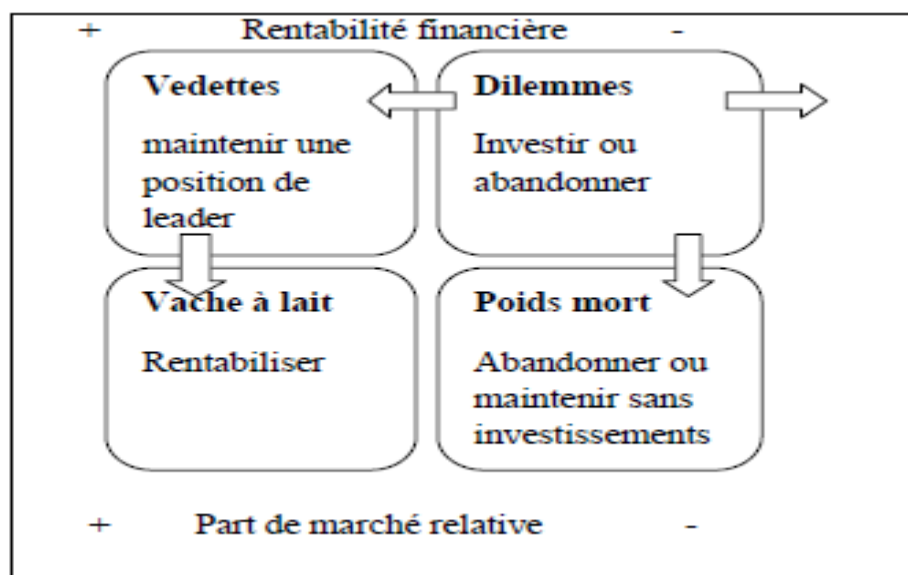 + Rentabilité financière -
Vedettes
maintenir une
position de
leader
Dilemmes
Investir ou
abandonner
Vache à lait
Rentabiliser
Poids mort
Abandonner ou
maintenir sans
investissements
+ Part de marché relative -